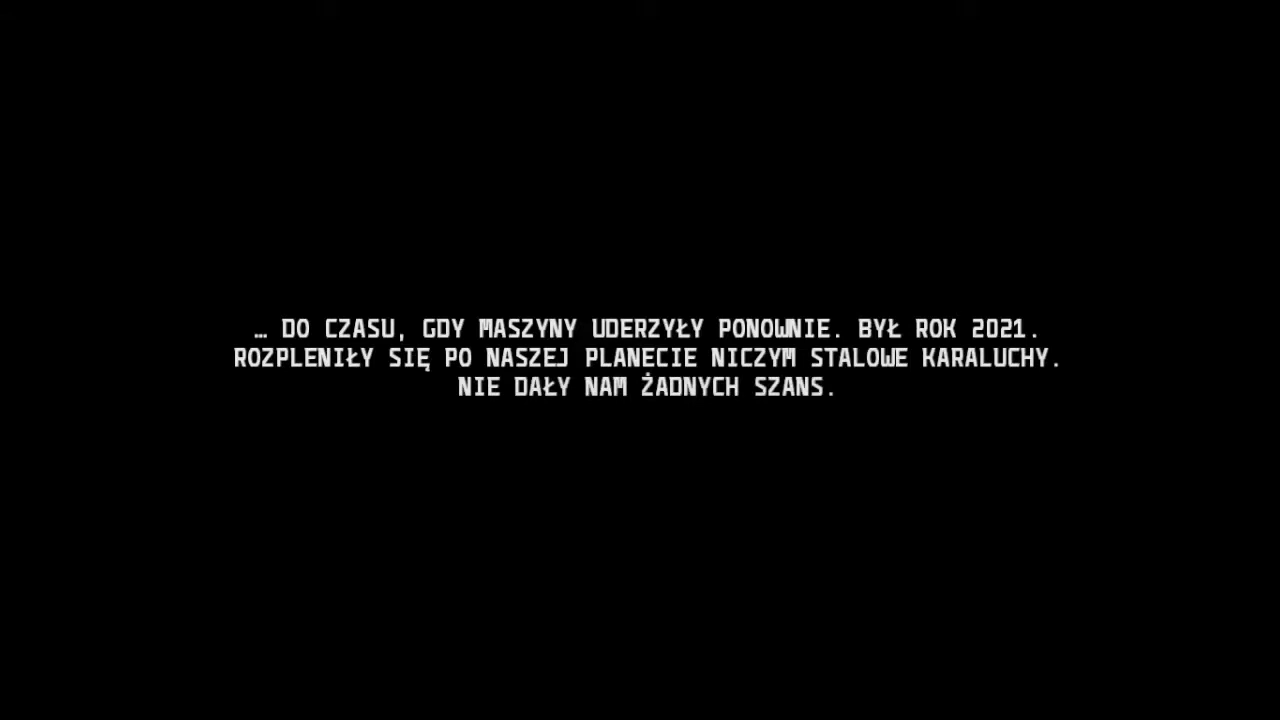 … DO CZASU, GDY MASZYNY UDERZYŁY PONOWNIE. BYŁ ROK 2021.
ROZPLENIŁY SIĘ PO NASZEJ PLANECIE NICZYM STALOWE KARALUCHY.
NIE DAŁY NAM ŻADNYCH SZANS.